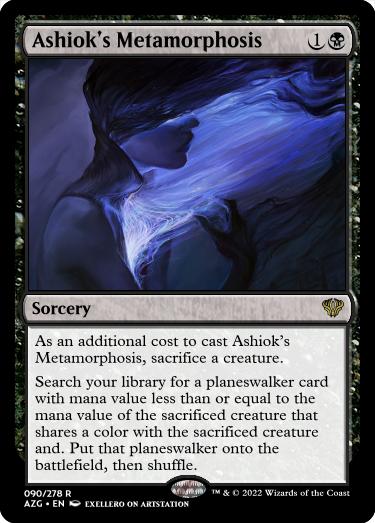 Ashiok's Metamorphosis 1
Sorcery
As an additional cost to cast Ashiok's
Metamorphosis, sacrifice a creature.
Search your library for a planeswalker card
with mana value less than or equal to the
mana value of the sacrificed creature that
shares a color with the sacrificed creature
and. Put that planeswalker onto the
battlefield, then shuffle.
090/278 R
AZG • EN EXELLERO ON ARTSTATION
™ & © 2022 Wizards of the Coast